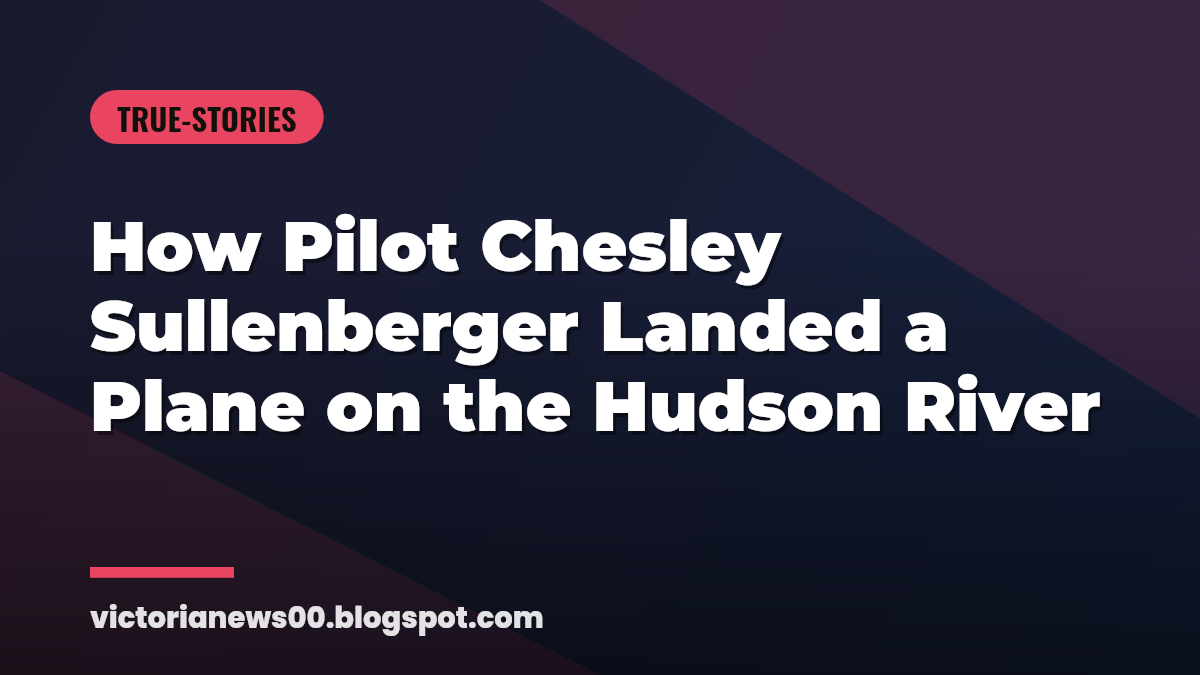 TRUE-STORIES
How Pilot Chesley
Sullenberger Landed a
Plane on the Hudson River
victorianews00.blogspot.com